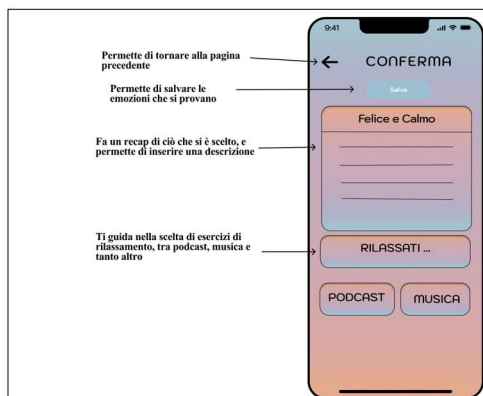 9:41
Permette di tornare alla pagina
precedente
CONFERMA
Permette di salvare le
emozioni che si provano
Salva
Felice e Calmo
Fa un recap di ciò che si è scelto, e
permette di inserire una descrizione
Ti guida nella scelta di esercizi di
rilassamento, tra podcast, musica e
tanto altro
RILASSATI ...
PODCAST
MUSICA